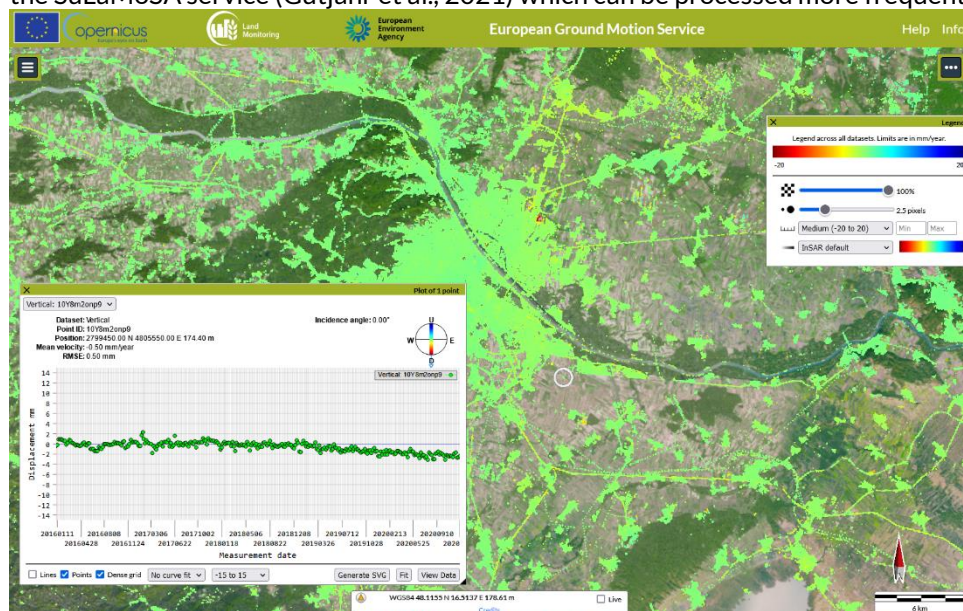 the SuLaMoSA service (Gutjahr et al., 2021) which can be processed more frequent
opernicus
Land
Monitoring
European
Environment
Agency
European Ground Motion Service
Help Info
Legend
Legend across all datasets. Limits are in mm/year.
-20 20
100%
2,5 pixels
Medium (-20 to 20) Min Max
InSAR default
Plot of 1 point
Vertical: 10Y8m2onp9
Dataset: Vertical
Point ID: 10Y8m2onp9
Position: 2799450.00 N 4805550.00 E 174.40 m
Mean velocity: -0.50 mm/year
RMSE: 0.50 mm
Incidence angle: 0.00°
U
W E
D
Vertical: 10Y8m2onp9
Displacement mm
14
12
10
8
6
4
2
0
-2
-4
-6
-8
-10
-12
-14
20160111 20160808 20170306 20171002 20180506 20181208 20190712 20200213 20200910
20160428 20161124 20170622 20180118 20180822 20190326 20191028 20200525 2020
Measurement date
Lines Points Dense grid No curve fit -15 to 15 Generate SVG Fit View Data
WGS84 48.1155 N 16.5137 E 178.61 m Live
Credits
N
6 km